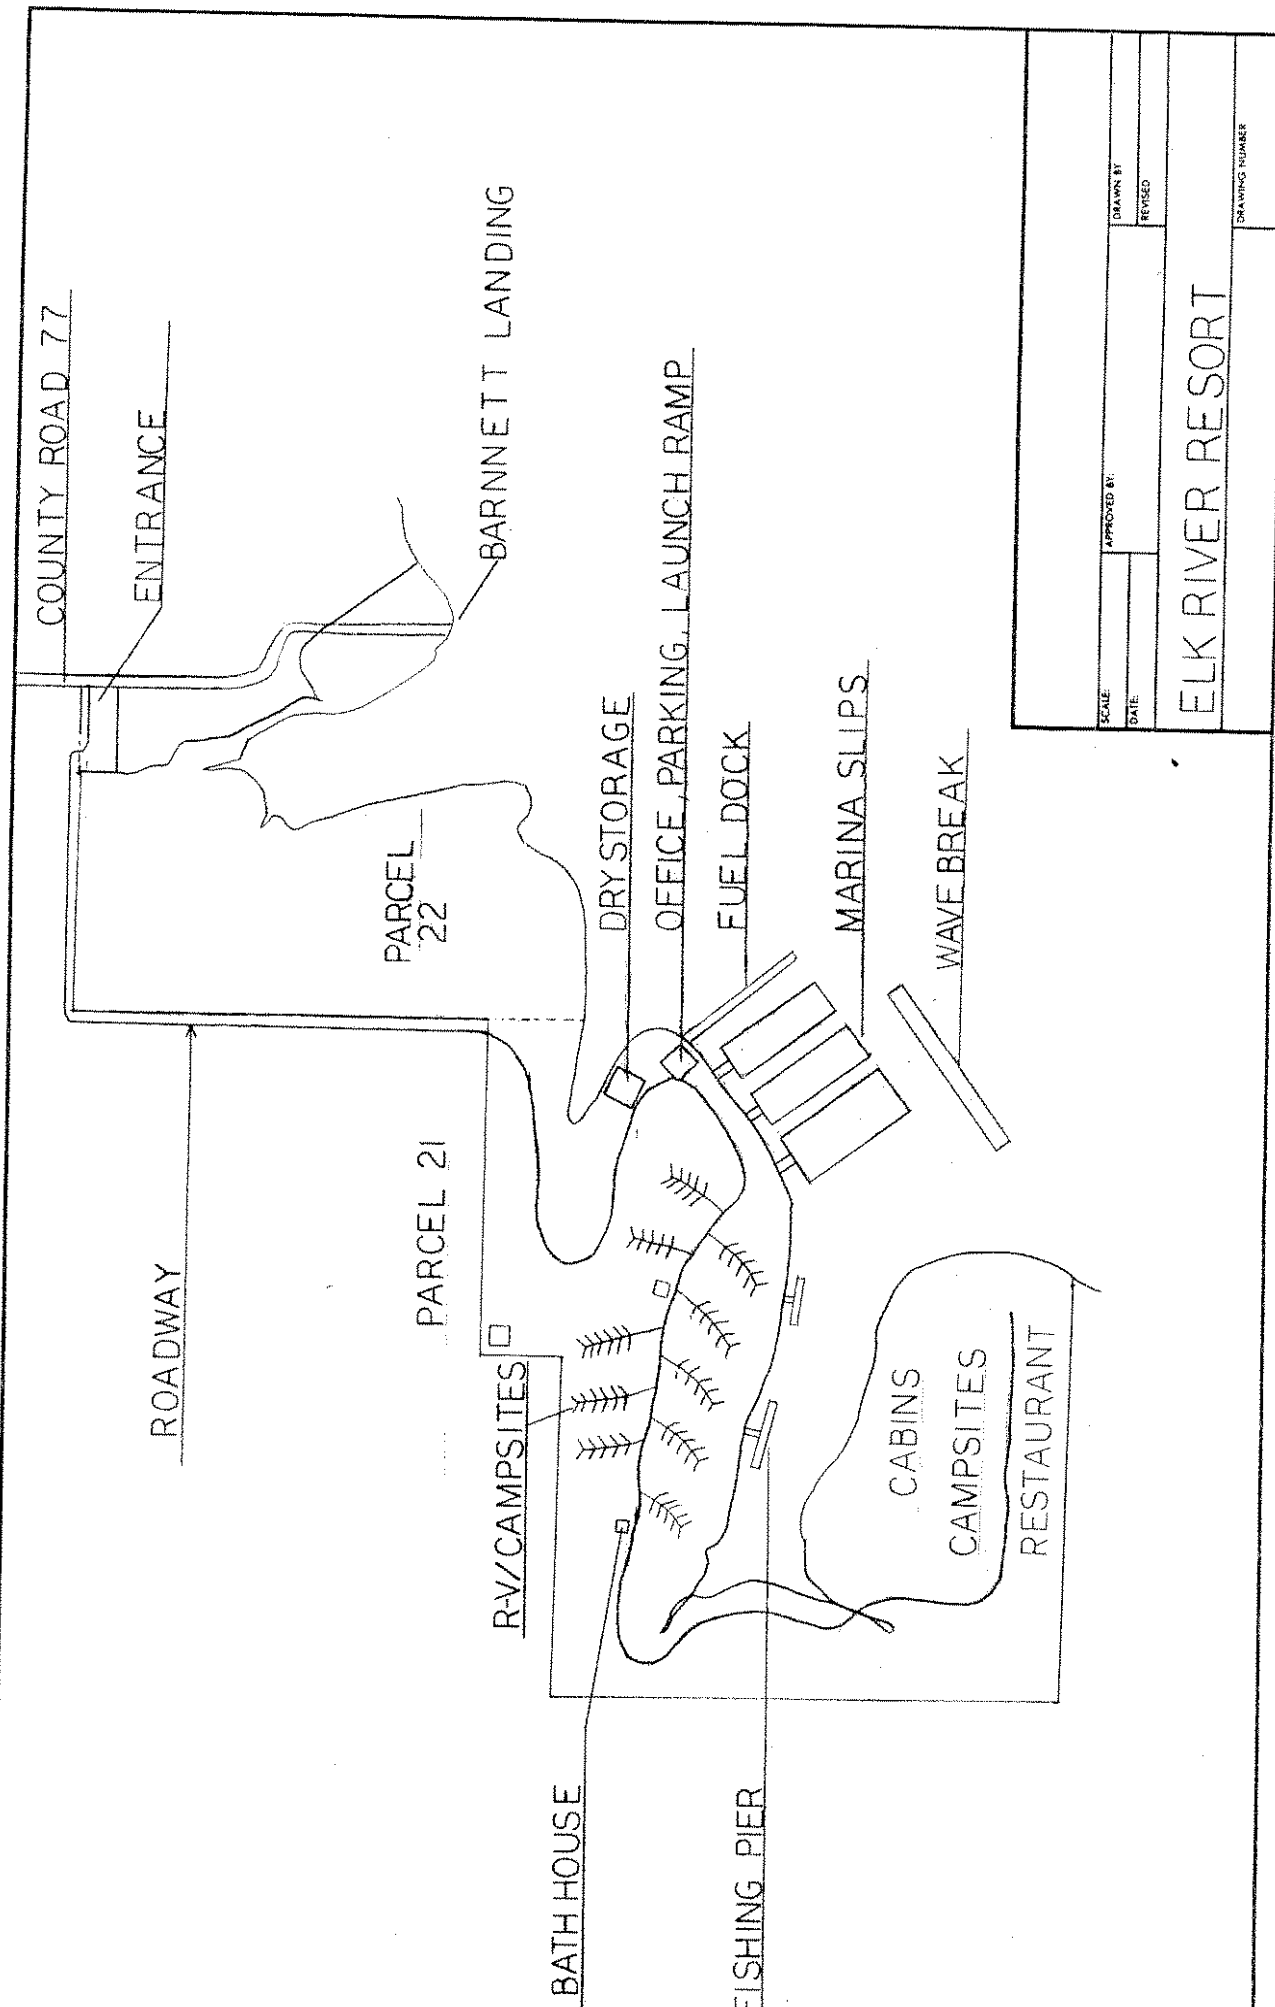 COUNTY ROAD 77
ENTRANCE
BARNNETT LANDING
ROADWAY
PARCEL 21
PARCEL
22
R-V/CAMPSITES
DRY STORAGE
OFFICE, PARKING, LAUNCH RAMP
FUEL DOCK
MARINA SLIPS
WAVE BREAK
BATH HOUSE
FISHING PIER
CABINS
CAMPSITES
RESTAURANT
SCALE:
APPROVED BY:
DRAWN BY
DATE:
REVISED
ELK RIVER RESORT
DRAWING NUMBER